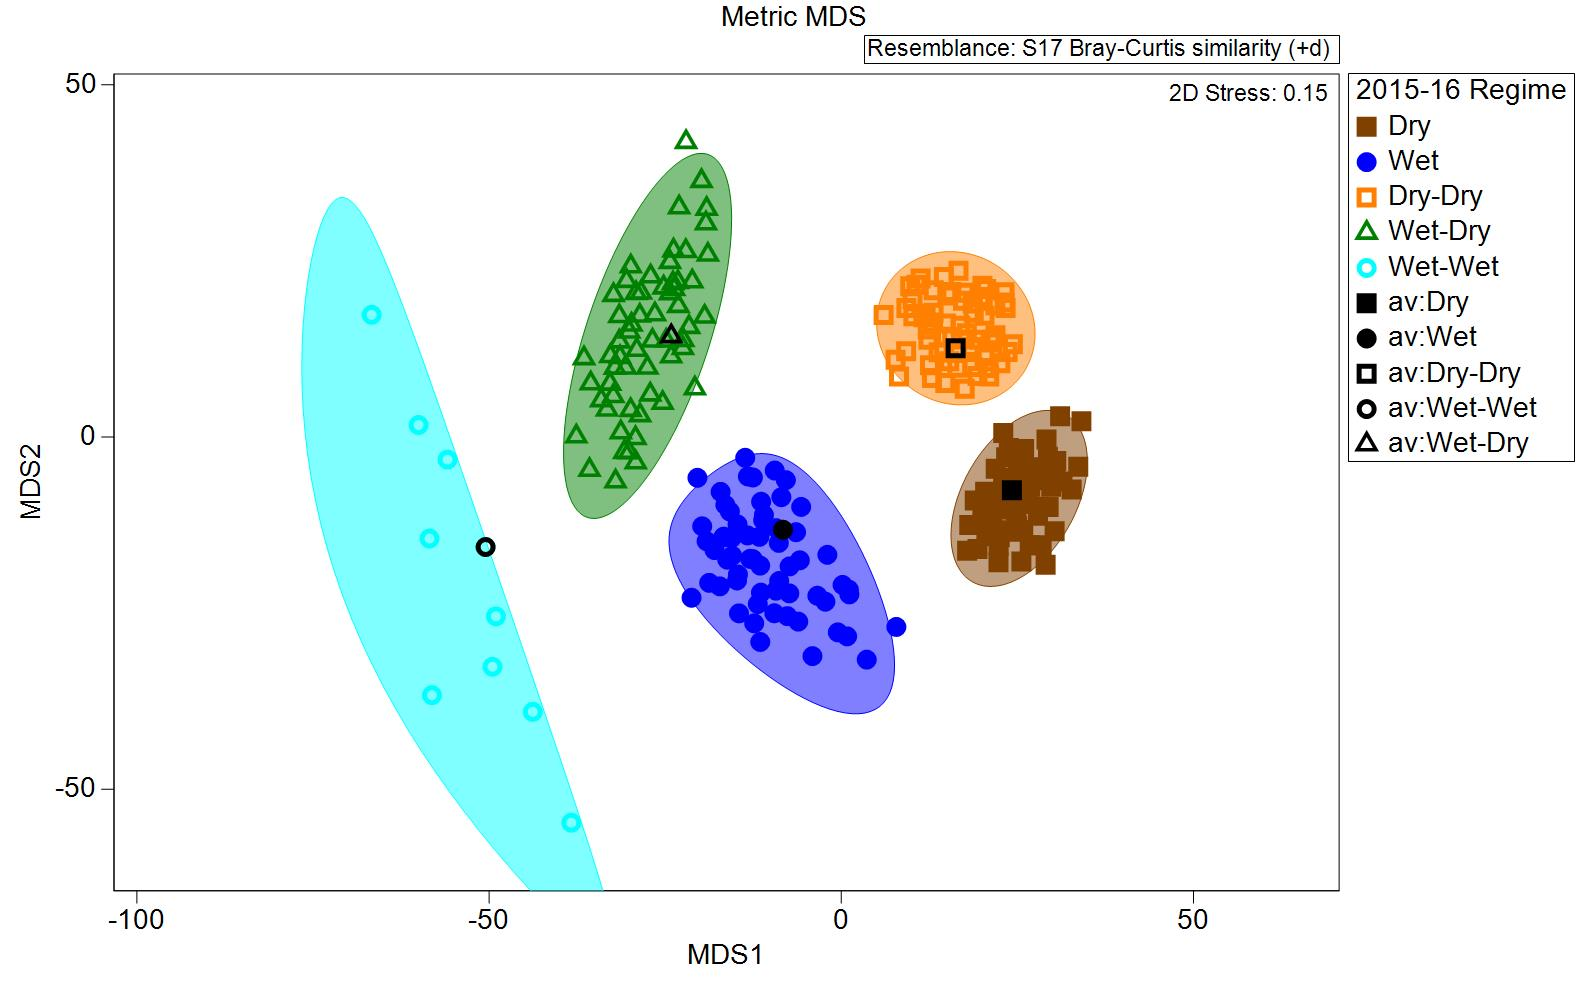 Metric MDS
Resemblance: S17 Bray-Curtis similarity (+d)
2D Stress: 0.15
2015-16 Regime
Dry
Wet
Dry-Dry
Wet-Dry
Wet-Wet
av:Dry
av:Wet
av:Dry-Dry
av:Wet-Wet
av:Wet-Dry
50
0
-50
MDS2
-100
-50
0
50
MDS1